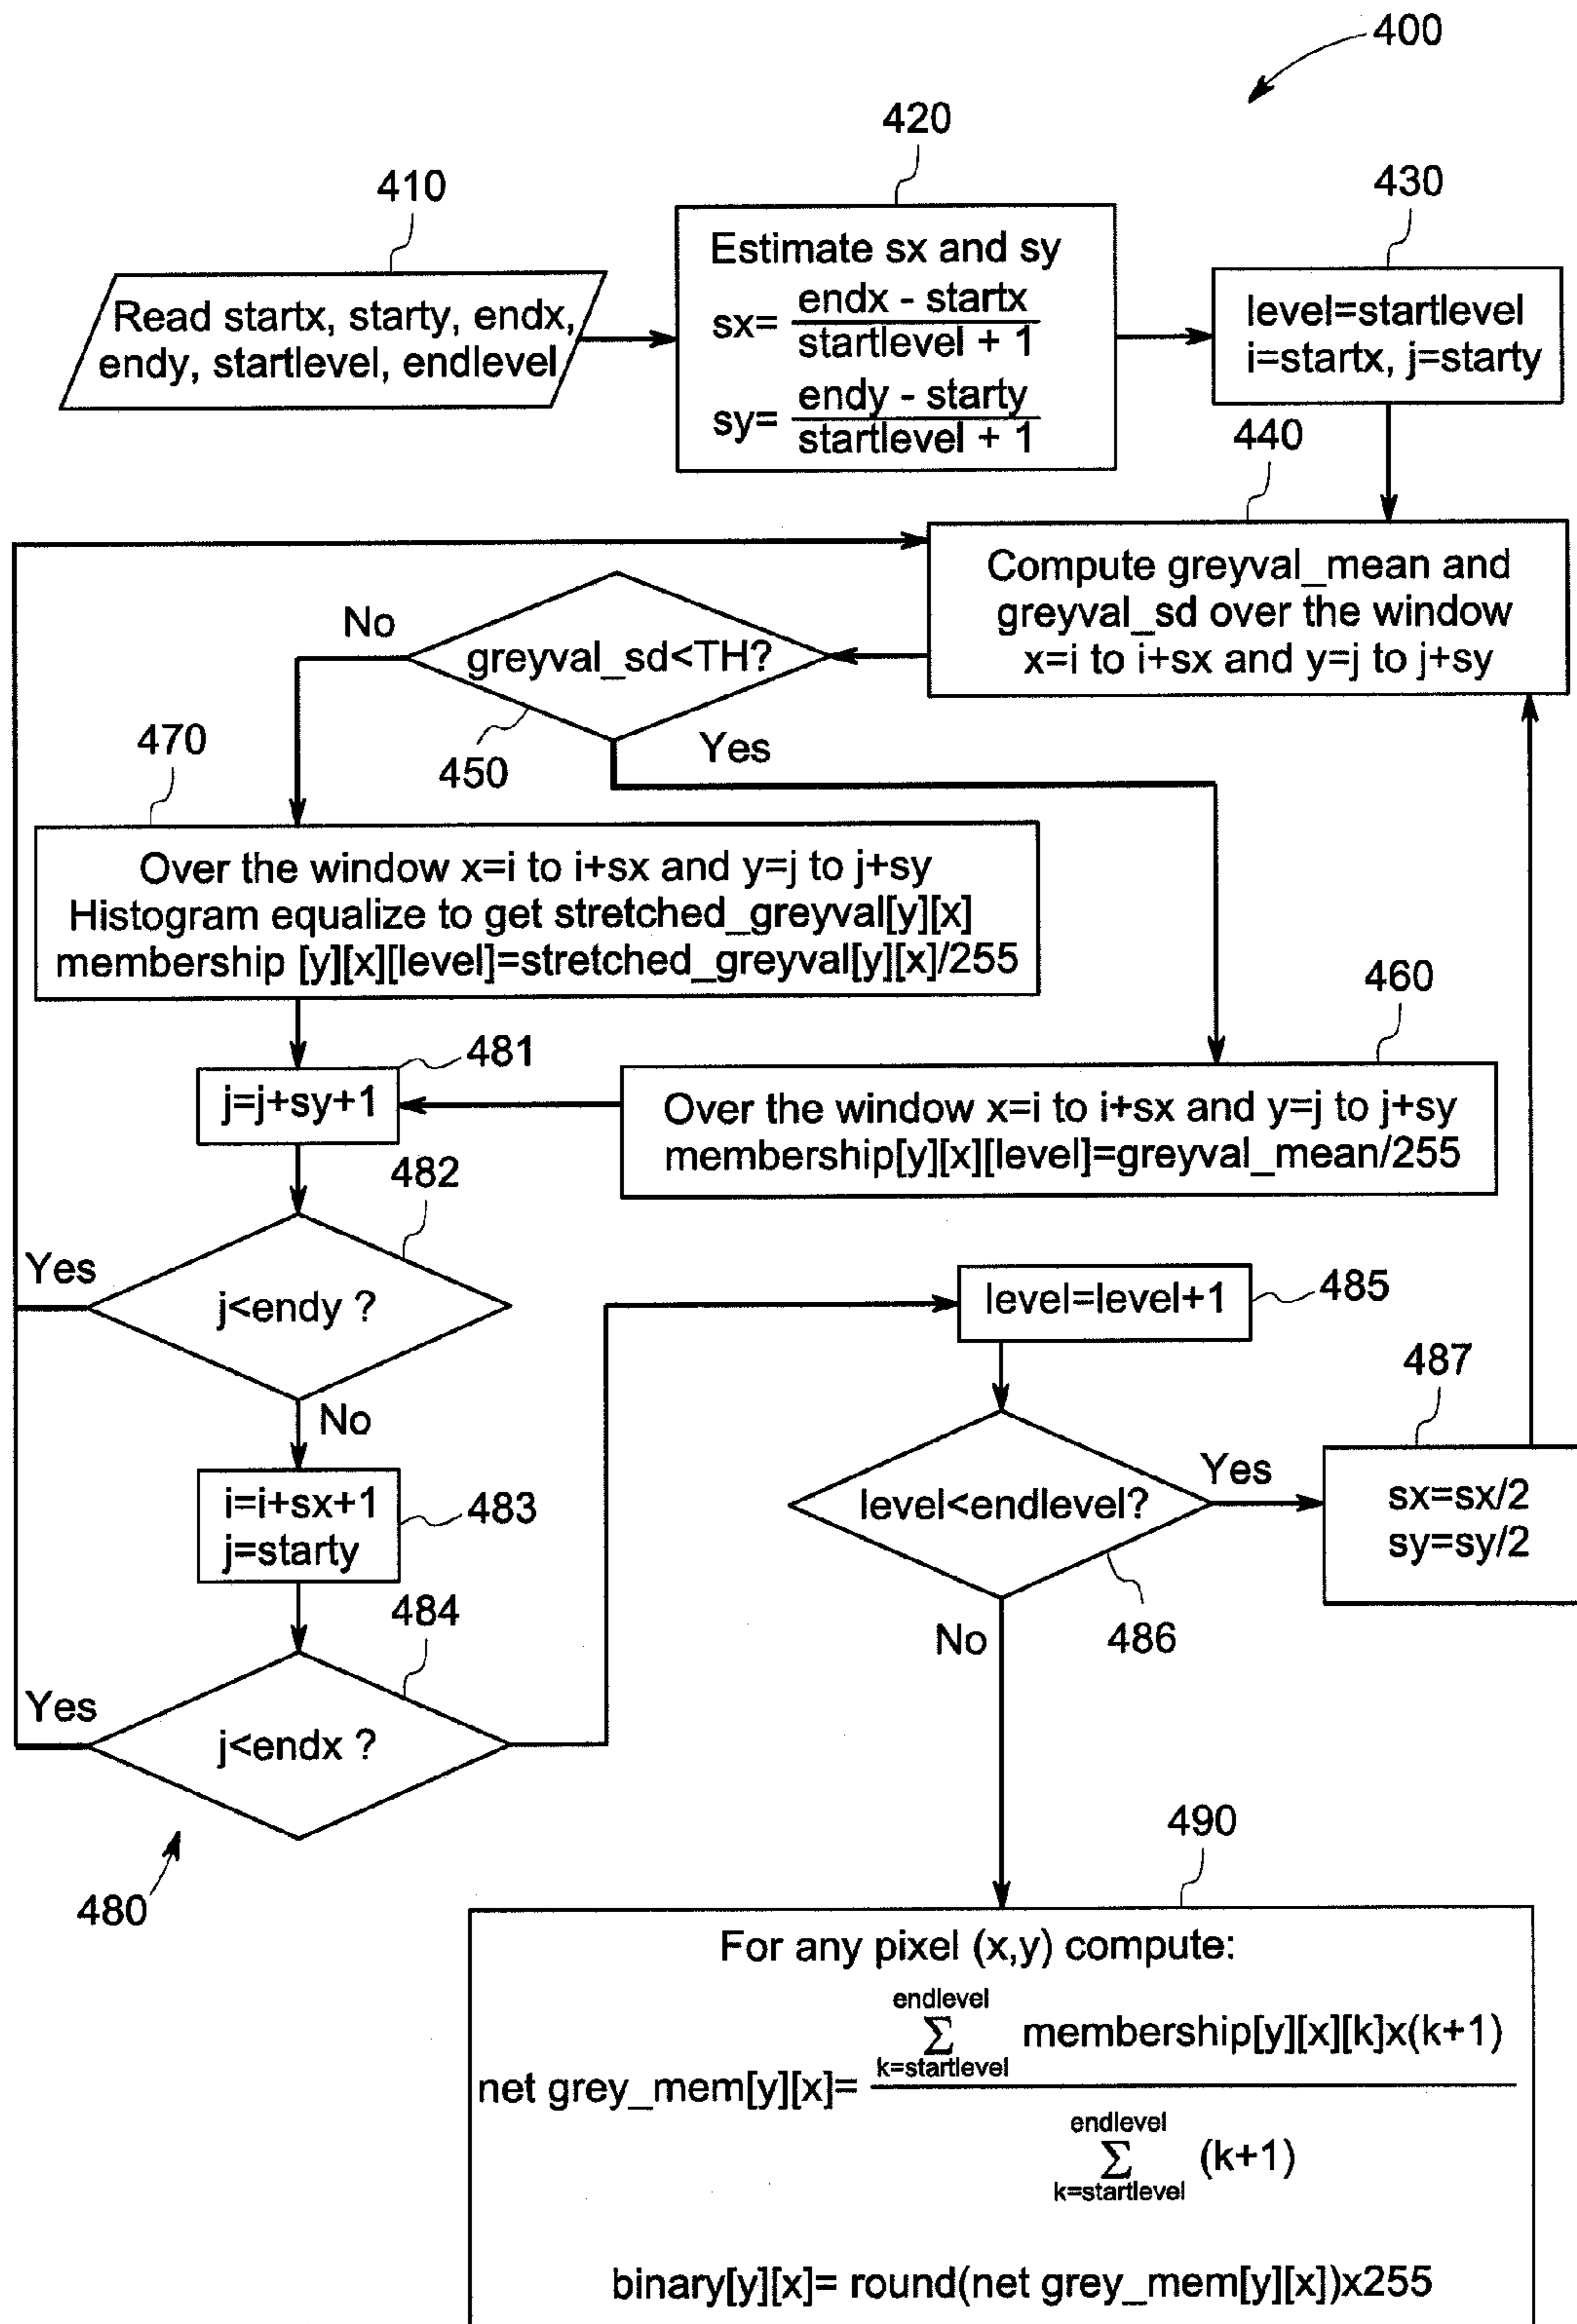 400
410
Read startx, starty, endx,
endy, startlevel, endlevel
420
Estimate sx and sy
sx= endx - startx
startlevel + 1
sy= endy - starty
startlevel + 1
430
level=startlevel
i=startx, j=starty
440
Compute greyval_mean and
greyval_sd over the window
x=i to i+sx and y=j to j+sy
greyval_sd<TH?
No
Yes
450
470
Over the window x=i to i+sx and y=j to j+sy
Histogram equalize to get stretched_greyval[y][x]
membership [y][x][level]=stretched_greyval[y][x]/255
460
Over the window x=i to i+sx and y=j to j+sy
membership[y][x][level]=greyval_mean/255
481
j=j+sy+1
482
j<endy ?
Yes
No
483
i=i+sx+1
j=starty
484
j<endx ?
Yes
480
485
level=level+1
486
level<endlevel?
Yes
No
487
sx=sx/2
sy=sy/2
490
For any pixel (x,y) compute:
endlevel
Σ membership[y][x][k]x(k+1)
k=startlevel
net grey_mem[y][x]=
endlevel
Σ (k+1)
k=startlevel
binary[y][x]= round(net grey_mem[y][x])x255